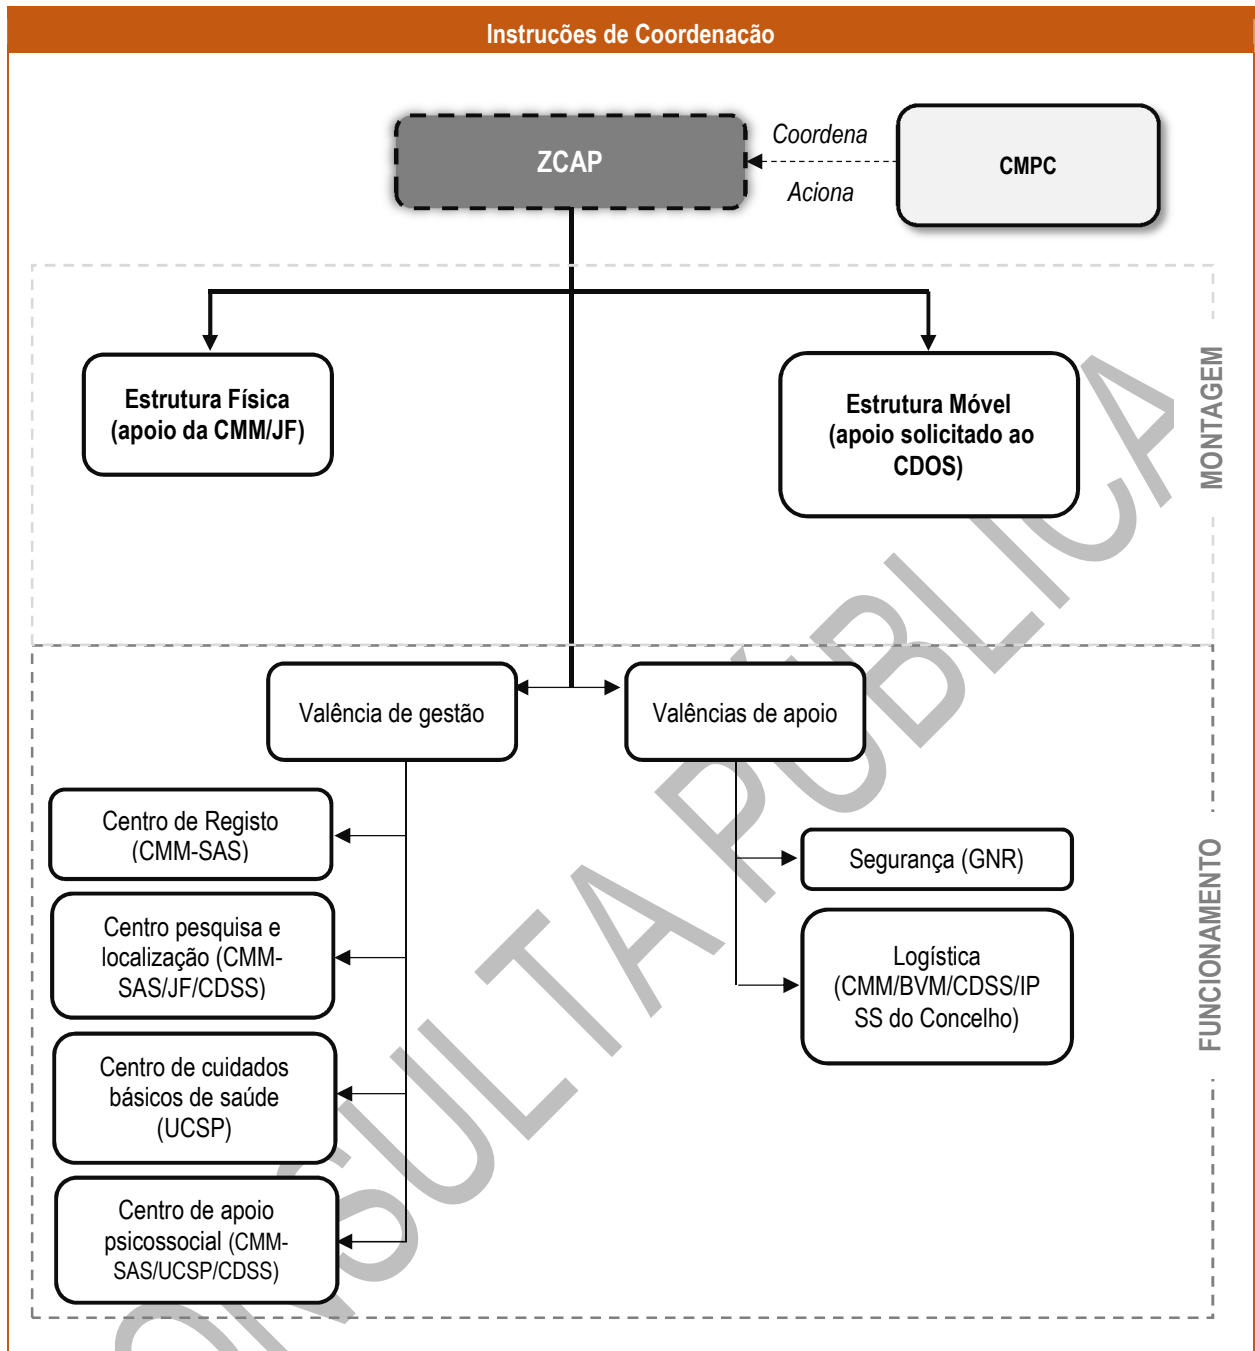 Instruções de Coordenação
ZCAP
Coordena
Aciona
CMPC
MONTAGEM
Estrutura Física
(apoio da CMM/JF)
Estrutura Móvel
(apoio solicitado ao
CDOS)
CONSULTA PÚBLICA
FUNCIONAMENTO
Valência de gestão
Valências de apoio
Centro de Registo
(CMM-SAS)
Centro pesquisa e
localização (CMM-
SAS/JF/CDSS)
Centro de cuidados
básicos de saúde
(UCSP)
Centro de apoio
psicossocial (CMM-
SAS/UCSP/CDSS)
Segurança (GNR)
Logística
(CMM/BVM/CDSS/IP
SS do Concelho)